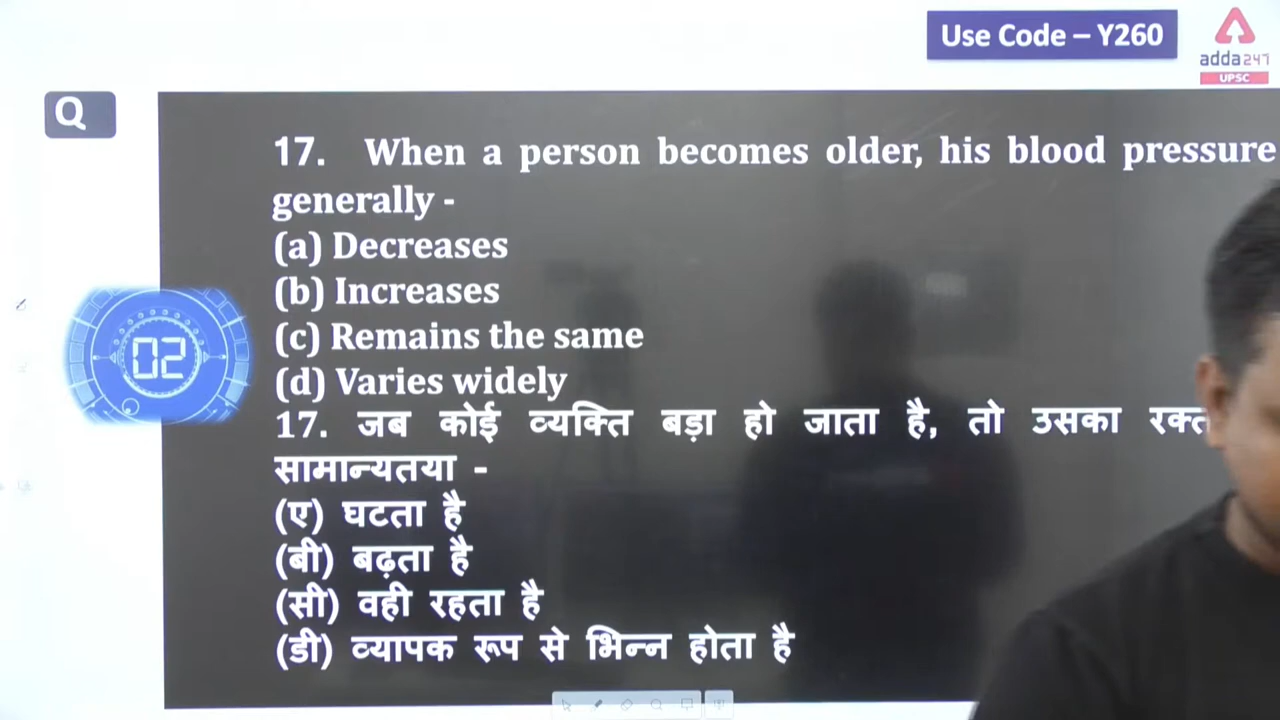 Use Code – Y260
adda247
UPSC
Q
17. When a person becomes older, his blood pressure
generally -
(a) Decreases
(b) Increases
(c) Remains the same
(d) Varies widely
02
17. जब कोई व्यक्ति बड़ा हो जाता है, तो उसका रक्त
सामान्यतया -
(ए) घटता है
(बी) बढ़ता है
(सी) वही रहता है
(डी) व्यापक रूप से भिन्न होता है